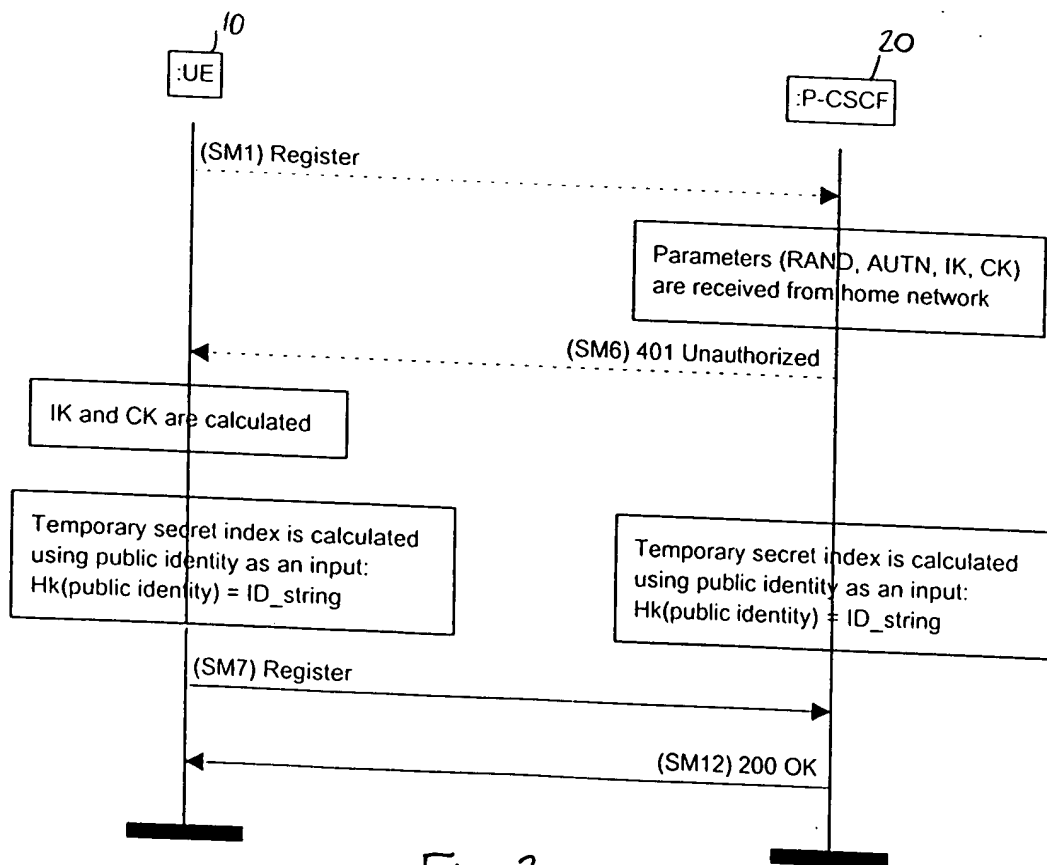 10
:UE
20
:P-CSCF
(SM1) Register
Parameters (RAND, AUTN, IK, CK)
are received from home network
(SM6) 401 Unauthorized
IK and CK are calculated
Temporary secret index is calculated
using public identity as an input:
Hk(public identity) = ID_string
Temporary secret index is calculated
using public identity as an input:
Hk(public identity) = ID_string
(SM7) Register
(SM12) 200 OK